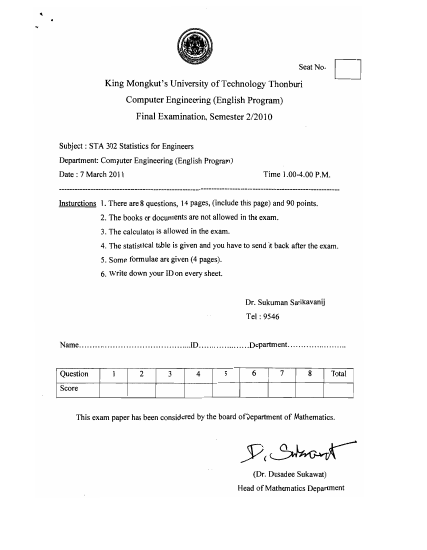 Seat No.
King Mongkut's University of Technology Thonburi
Computer Engineering (English Program)
Final Examination, Semester 2/2010
Subject : STA 302 Statistics for Engineers
Department: Computer Engineering (English Program)
Date : 7 March 2011 Time 1.00-4.00 P.M.
Insturctions 1. There are 8 questions, 14 pages, (include this page) and 90 points.
2. The books or documents are not allowed in the exam.
3. The calculator is allowed in the exam.
4. The statistical table is given and you have to send it back after the exam.
5. Some formulae are given (4 pages).
6. Write down your ID on every sheet.
Dr. Sukuman Sarikavanij
Tel : 9546
Name..........................................ID..................Department......................
Question 1 2 3 4 5 6 7 8 Total
Score
This exam paper has been considered by the board of Department of Mathematics.
(Dr. Dusadee Sukawat)
Head of Mathematics Department